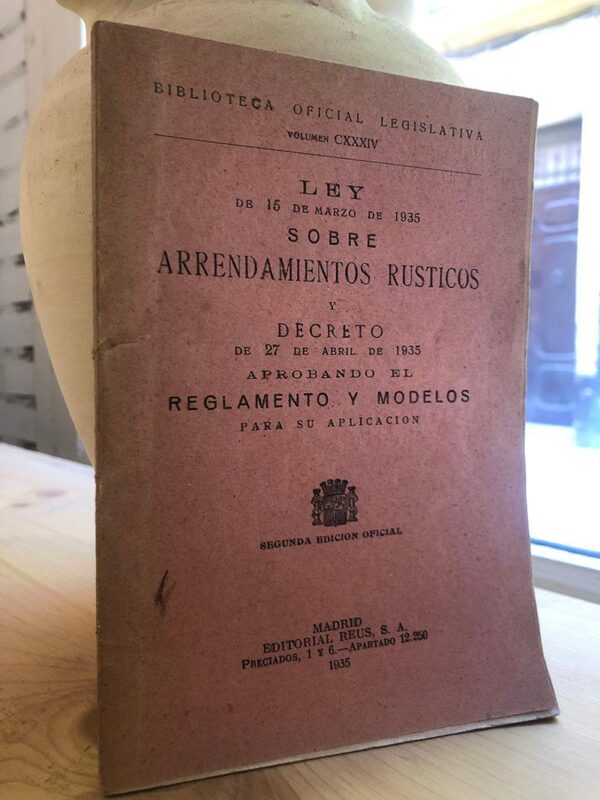 BIBLIOTECA OFICIAL LEGISLATIVA
VOLUMEN CXXXIV
LEY
DE 15 DE MARZO DE 1935
SOBRE
ARRENDAMIENTOS RUSTICOS
Y
DECRETO
DE 27 DE ABRIL DE 1935
APROBANDO EL
REGLAMENTO Y MODELOS
PARA SU APLICACION
SEGUNDA EDICION OFICIAL
MADRID
EDITORIAL REUS, S. A.
PRECIADOS, 1 Y 6.—APARTADO 12.250
1935